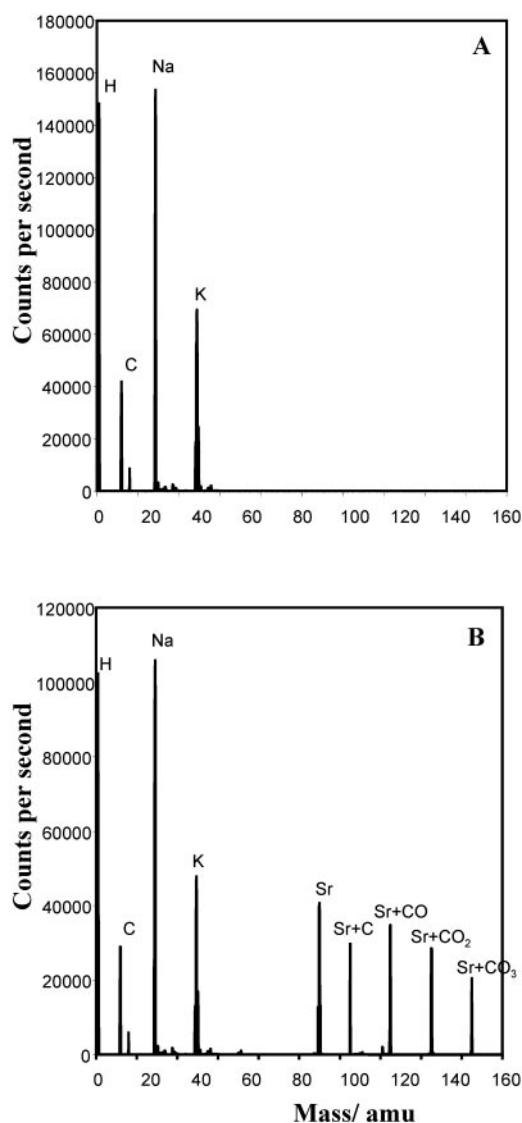 A
Counts per second
180000
160000
140000
120000
100000
80000
60000
40000
20000
0
H
Na
K
C
0 20 40 60 80 100 120 140 160
B
Counts per second
120000
100000
80000
60000
40000
20000
0
H
Na
K
C
Sr
Sr+C
Sr+CO
Sr+CO₂
Sr+CO₃
0 20 40 60 80 100 120 140 160
Mass/ amu